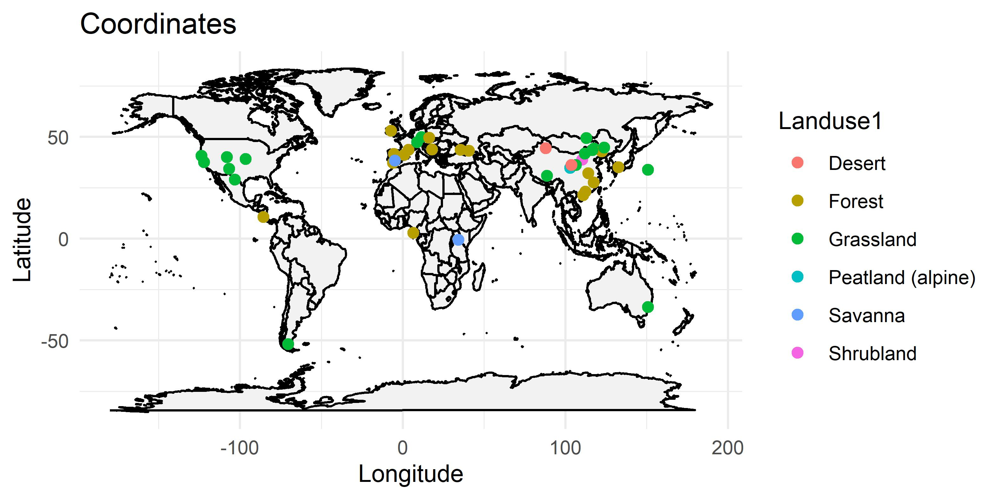 Coordinates
50
0
-50
Latitude
-100
0
100
200
Longitude
Landuse1
Desert
Forest
Grassland
Peatland (alpine)
Savanna
Shrubland